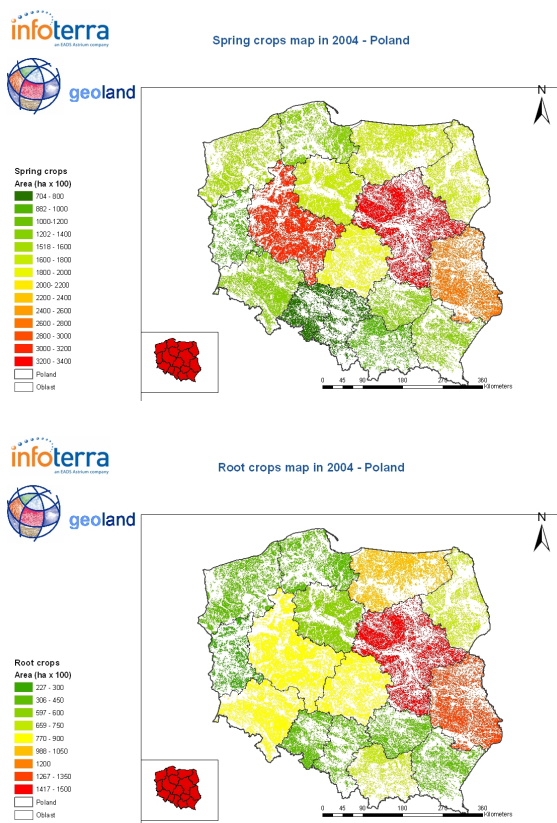 infoterra
an EADS Astrium company
Spring crops map in 2004 - Poland
geoland
N
Spring crops
Area (ha x 100)
704 - 800
882 - 1000
1000-1200
1202 - 1400
1518 - 1600
1600 - 1800
1800 - 2000
2000- 2200
2200 - 2400
2400 - 2600
2600 - 2800
2800 - 3000
3000 - 3200
3200 - 3400
Poland
Oblast
0 45 90 180 270 360
Kilometers
infoterra
an EADS Astrium company
Root crops map in 2004 - Poland
geoland
N
Root crops
Area (ha x 100)
227 - 300
306 - 450
597 - 600
659 - 750
770 - 900
988 - 1050
1200
1267 - 1350
1417 - 1500
Poland
Oblast
0 45 90 180 270 360
Kilometers